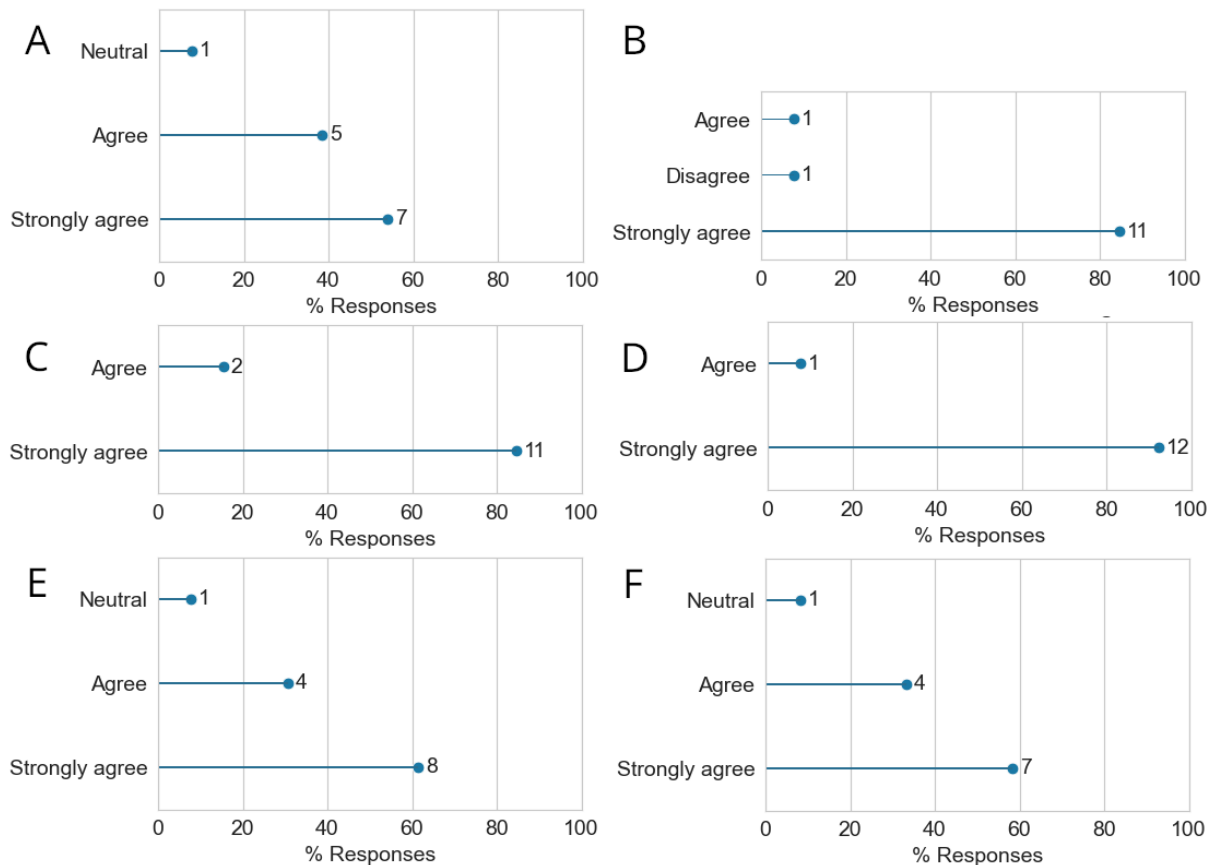 A
Neutral 1
Agree 5
Strongly agree 7
0 20 40 60 80 100
% Responses
B
Agree 1
Disagree 1
Strongly agree 11
0 20 40 60 80 100
% Responses
C
Agree 2
Strongly agree 11
0 20 40 60 80 100
% Responses
D
Agree 1
Strongly agree 12
0 20 40 60 80 100
% Responses
E
Neutral 1
Agree 4
Strongly agree 8
0 20 40 60 80 100
% Responses
F
Neutral 1
Agree 4
Strongly agree 7
0 20 40 60 80 100
% Responses